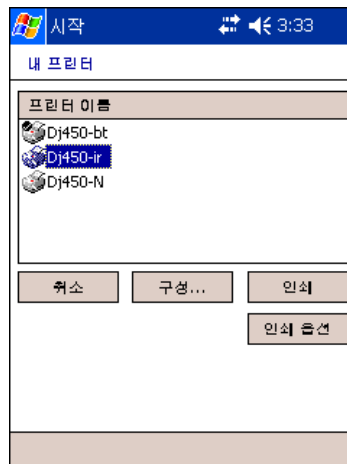 시작 3:33
내 프린터
프린터 이름
Dj450-bt
Dj450-ir
Dj450-N
취소 구성... 인쇄
인쇄 옵션